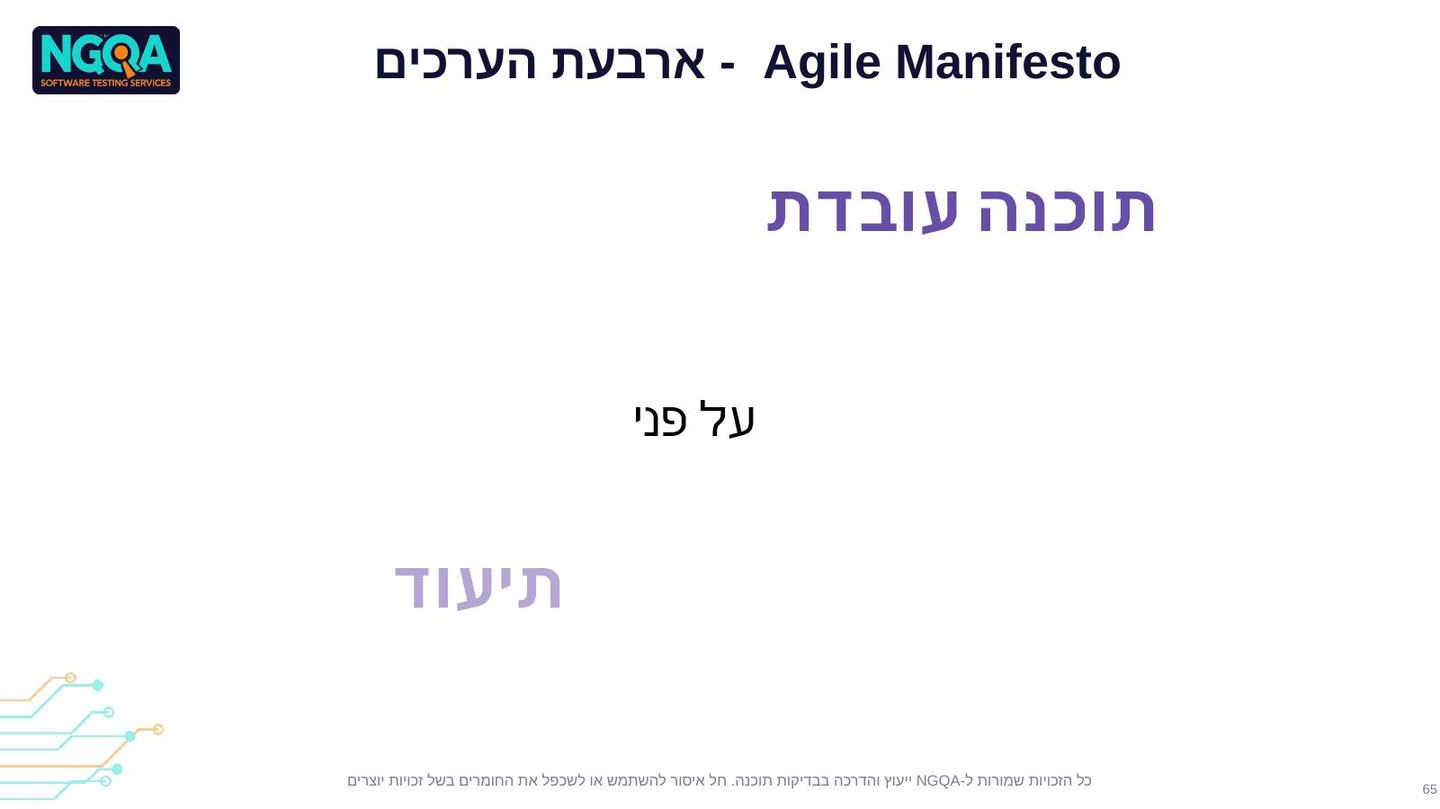 NGQA
SOFTWARE TESTING SERVICES
Agile Manifesto - ארבעת הערכים
תוכנה עובדת
על פני
תיעוד
כל הזכויות שמורות ל-NGQA ייעוץ והדרכה בבדיקות תוכנה. חל איסור להשתמש או לשכפל את החומרים בשל זכויות יוצרים
65